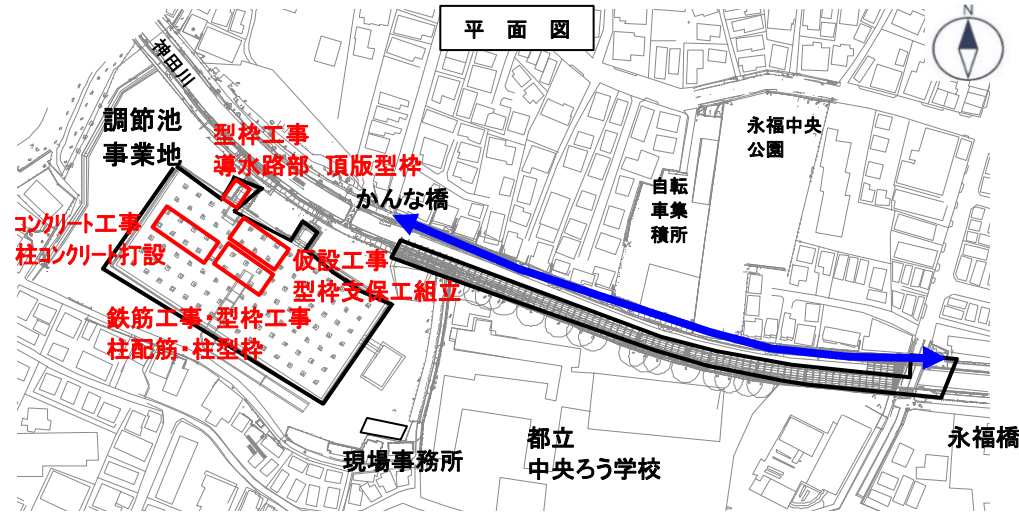 平面図
N
神田川
調節池
事業地
型枠工事
導水路部 頂版型枠
かんな橋
永福中央
公園
自転
車集
積所
コンクリート工事
柱コンクリート打設
仮設工事
型枠支保工組立
鉄筋工事・型枠工事
柱配筋・柱型枠
現場事務所
都立
中央ろう学校
永福橋